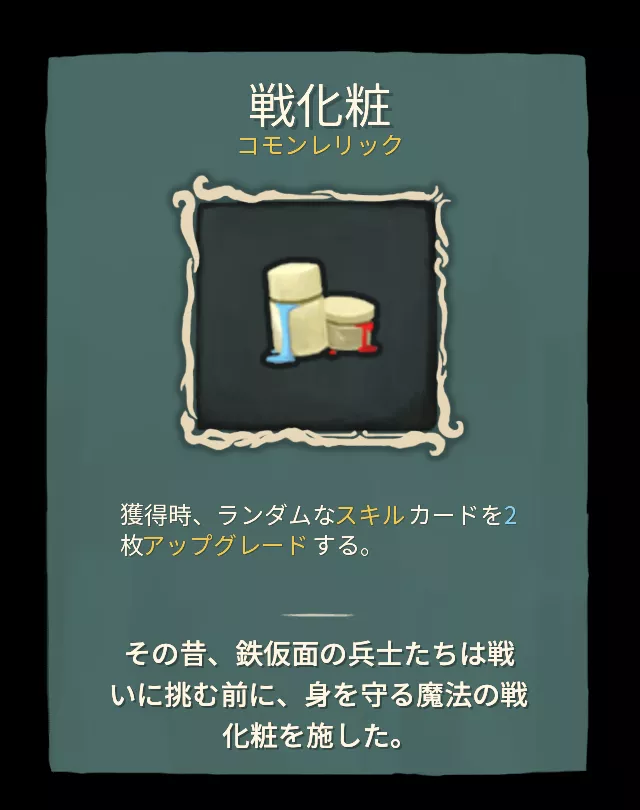 戦化粧
コモンレリック
獲得時、ランダムなスキルカードを2
枚アップグレードする。
その昔、鉄仮面の兵士たちは戦
いに挑む前に、身を守る魔法の戦
化粧を施した。